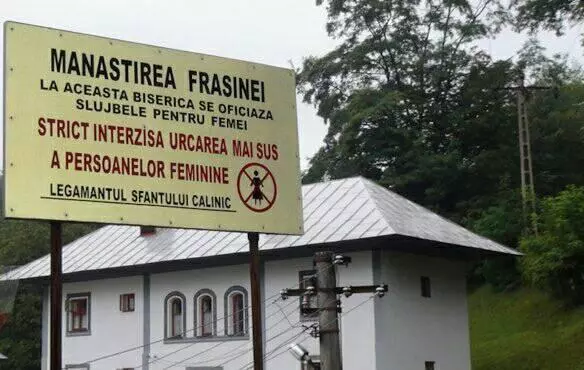 MANASTIREA FRASINEI
LA ACEASTA BISERICA SE OFICIAZA
SLUJBELE PENTRU FEMEI
STRICT INTERZISA URCAREA MAI SUS
A PERSOANELOR FEMININE
LEGAMANTUL SFANTULUI CALINIC